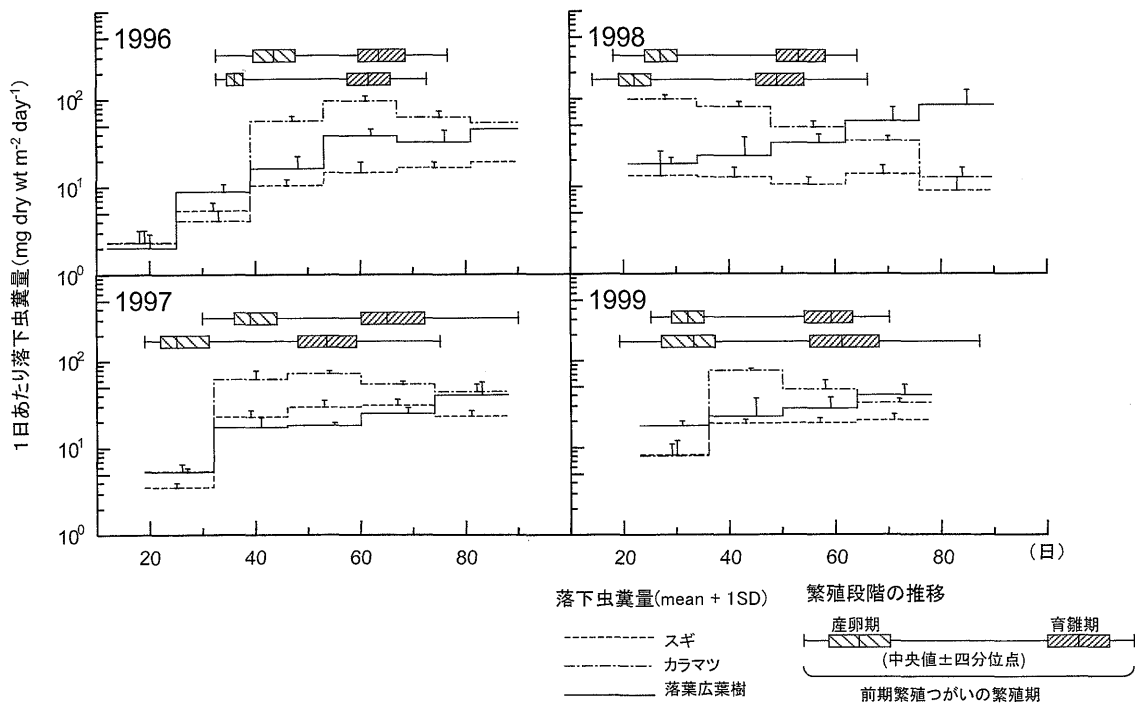 1日あたり落下虫糞量(mg dry wt m⁻² day⁻¹)
1996
10²
10¹
10⁰
1998
1997
10²
10¹
10⁰
1999
20 40 60 80
20 40 60 80 (日)
落下虫糞量(mean + 1SD)
スギ
カラマツ
落葉広葉樹
繁殖段階の推移
産卵期 育雛期
(中央値±四分位点)
前期繁殖つがいの繁殖期